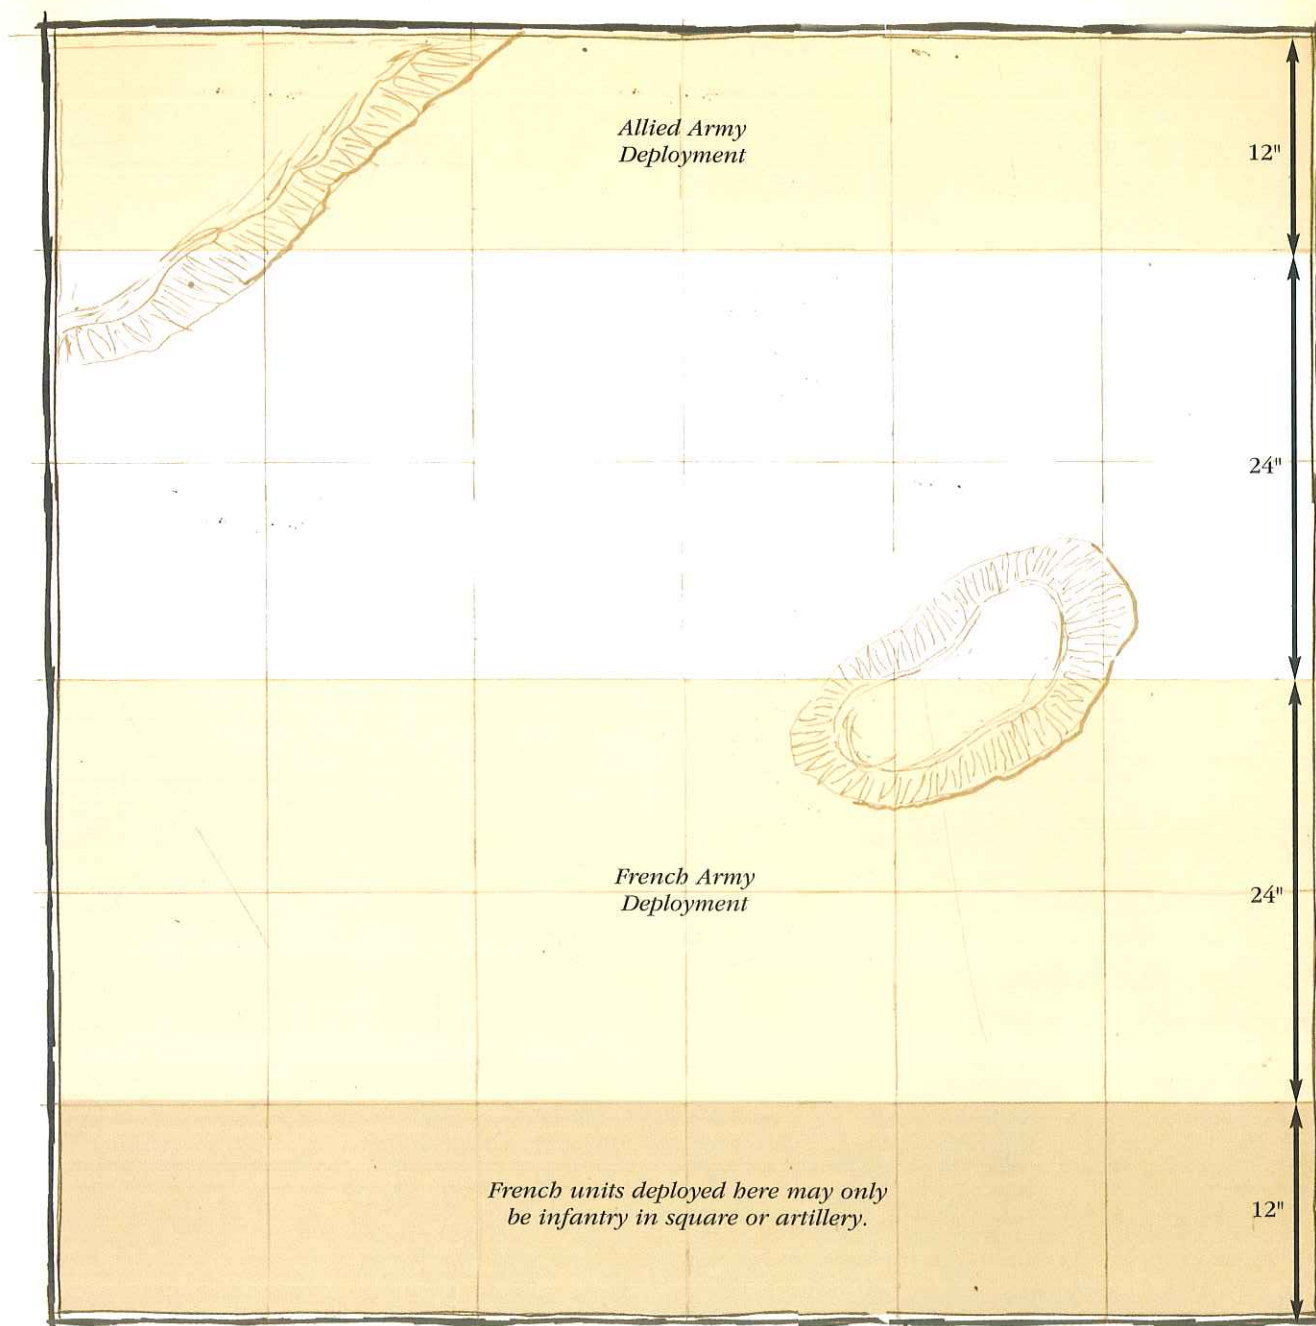 Allied Army
Deployment
12"
24"
French Army
Deployment
24"
French units deployed here may only
be infantry in square or artillery.
12"